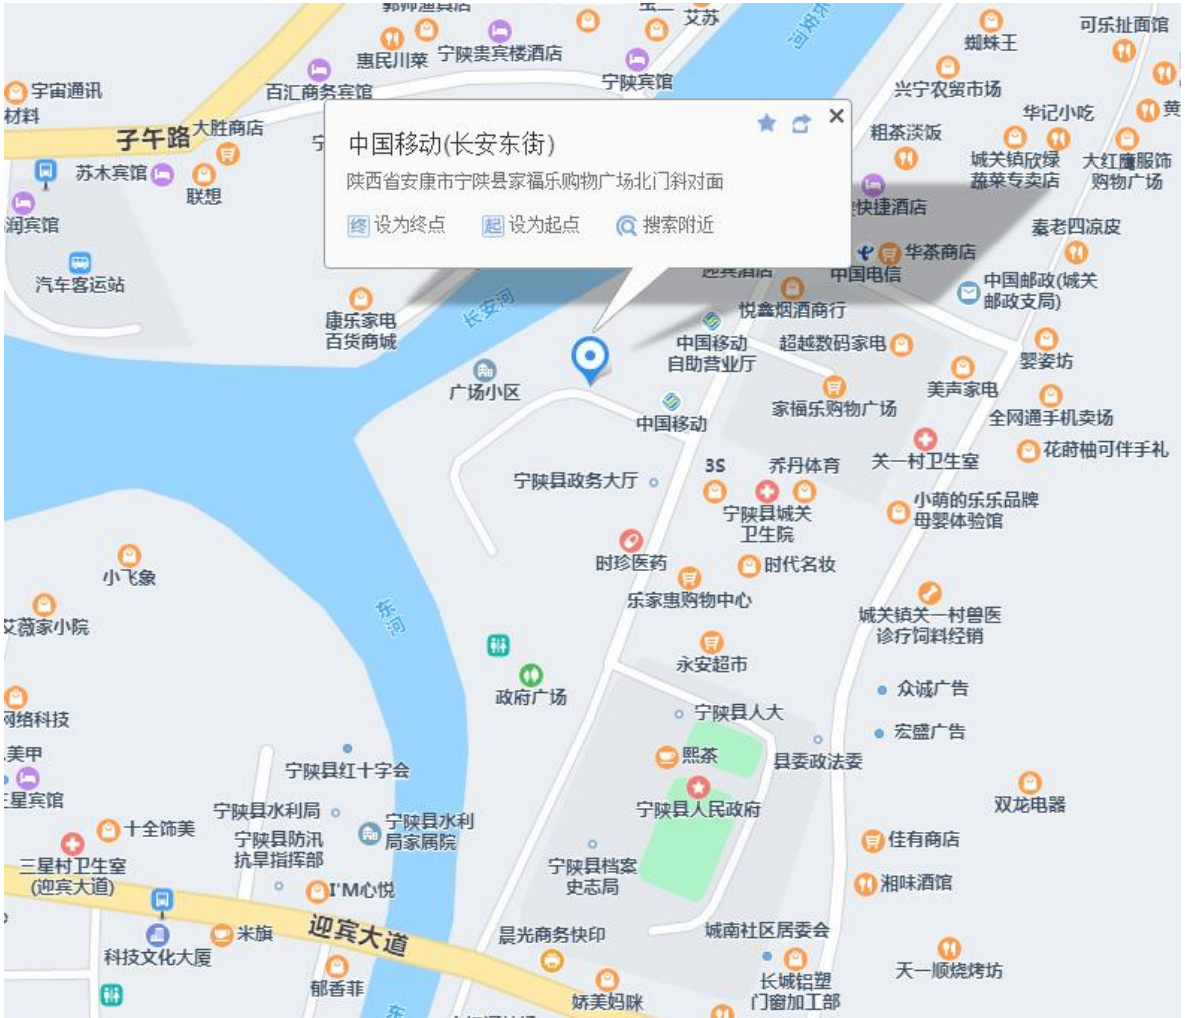 艾苏
可乐扯面馆
蜘蛛王
惠民川菜
宁陕贵宾楼酒店
宁陕宾馆
东安河
宇宙通讯
百汇商务宾馆
兴宁农贸市场
材料
华记小吃
黄
子午路
大胜商店
粗茶淡饭
中国移动(长安东街)
苏木宾馆
城关镇欣绿
蔬菜专卖店
大红鹰服饰
购物广场
陕西省安康市宁陕县家福乐购物广场北门斜对面
联想
快捷酒店
润宾馆
终 设为终点
起 设为起点
搜索附近
秦老四凉皮
华茶商店
汽车客运站
迎宾酒店
中国电信
中国邮政(城关
邮政支局)
长安河
悦鑫烟酒商行
康乐家电
百货商城
中国移动
自助营业厅
超越数码家电
婴姿坊
广场小区
美声家电
家福乐购物广场
中国移动
全网通手机卖场
花莳柚可伴手礼
3S
乔丹体育
关一村卫生室
宁陕县政务大厅
小萌的乐乐品牌
母婴体验馆
宁陕县城关
卫生院
时珍医药
时代名妆
小飞象
乐家惠购物中心
东河
艾薇家小院
城关镇关一村兽医
诊疗饲料经销
永安超市
政府广场
众诚广告
网络科技
宁陕县人大
宏盛广告
美甲
熙茶
县委政法委
宁陕县红十字会
三星宾馆
宁陕县水利局
宁陕县人民政府
双龙电器
十全饰美
宁陕县防汛
抗旱指挥部
宁陕县水利
局家属院
佳有商店
三星村卫生室
(迎宾大道)
宁陕县档案
史志局
I'M心悦
湘味酒馆
迎宾大道
米旗
晨光商务快印
城南社区居委会
科技文化大厦
天一顺烧烤坊
郁香菲
长城铝塑
门窗加工部
娇美妈咪
东